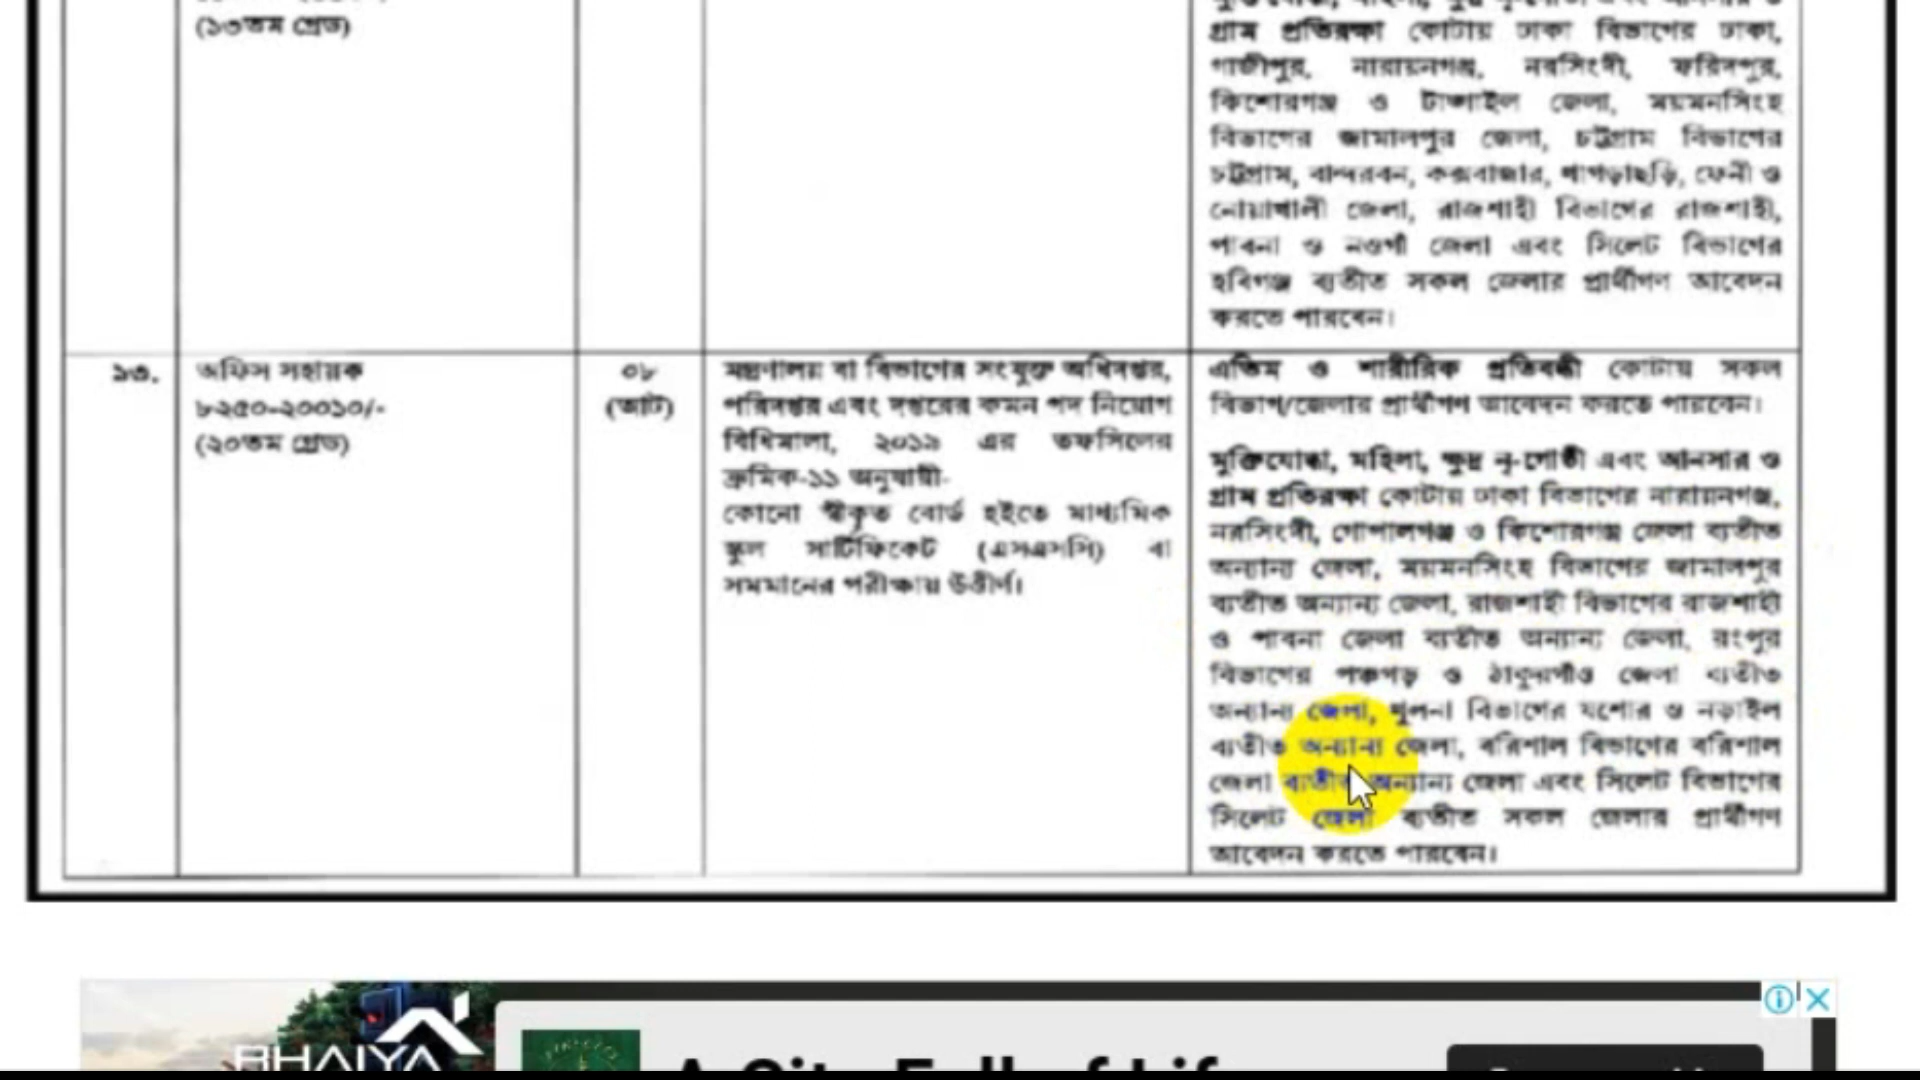 (১৩তম গ্রেড)
গ্রাম প্রতিরক্ষা কোটায় ঢাকা বিভাগের ঢাকা,
গাজীপুর, নারায়নগঞ্জ, নরসিংদী, ফরিদপুর,
কিশোরগঞ্জ ও টাঙ্গাইল জেলা, ময়মনসিংহ
বিভাগের জামালপুর জেলা, চট্টগ্রাম বিভাগের
চট্টগ্রাম, বান্দরবন, কক্সবাজার, খাগড়াছড়ি, ফেনী ও
নোয়াখালী জেলা, রাজশাহী বিভাগের রাজশাহী,
পাবনা ও নওগাঁ জেলা এবং সিলেট বিভাগের
হবিগঞ্জ ব্যতীত সকল জেলার প্রার্থীগণ আবেদন
করতে পারবেন।
১৩.
অফিস সহায়ক
৮২৫০-২০০১০/-
(২০তম গ্রেড)
০৮
(আট)
মন্ত্রণালয় বা বিভাগের সংযুক্ত অধিদপ্তর,
পরিদপ্তর এবং দপ্তরের কমন পদ নিয়োগ
বিধিমালা, ২০১৯ এর তফসিলের
ক্রমিক-১১ অনুযায়ী-
কোনো স্বীকৃত বোর্ড হইতে মাধ্যমিক
স্কুল সার্টিফিকেট (এসএসসি) বা
সমমানের পরীক্ষায় উত্তীর্ণ।
এতিম ও শারীরিক প্রতিবন্ধী কোটায় সকল
বিভাগ/জেলার প্রার্থীগণ আবেদন করতে পারবেন।
মুক্তিযোদ্ধা, মহিলা, ক্ষুদ্র নৃ-গোষ্ঠী এবং আনসার ও
গ্রাম প্রতিরক্ষা কোটায় ঢাকা বিভাগের নারায়নগঞ্জ,
নরসিংদী, গোপালগঞ্জ ও কিশোরগঞ্জ জেলা ব্যতীত
অন্যান্য জেলা, ময়মনসিংহ বিভাগের জামালপুর
ব্যতীত অন্যান্য জেলা, রাজশাহী বিভাগের রাজশাহী
ও পাবনা জেলা ব্যতীত অন্যান্য জেলা, রংপুর
বিভাগের পঞ্চগড় ও ঠাকুরগাঁও জেলা ব্যতীত
অন্যান্য জেলা, খুলনা বিভাগের যশোর ও নড়াইল
ব্যতীত অন্যান্য জেলা, বরিশাল বিভাগের বরিশাল
জেলা ব্যতীত অন্যান্য জেলা এবং সিলেট বিভাগের
সিলেট জেলা ব্যতীত সকল জেলার প্রার্থীগণ
আবেদন করতে পারবেন।
BHAIYA
A City Full of Life